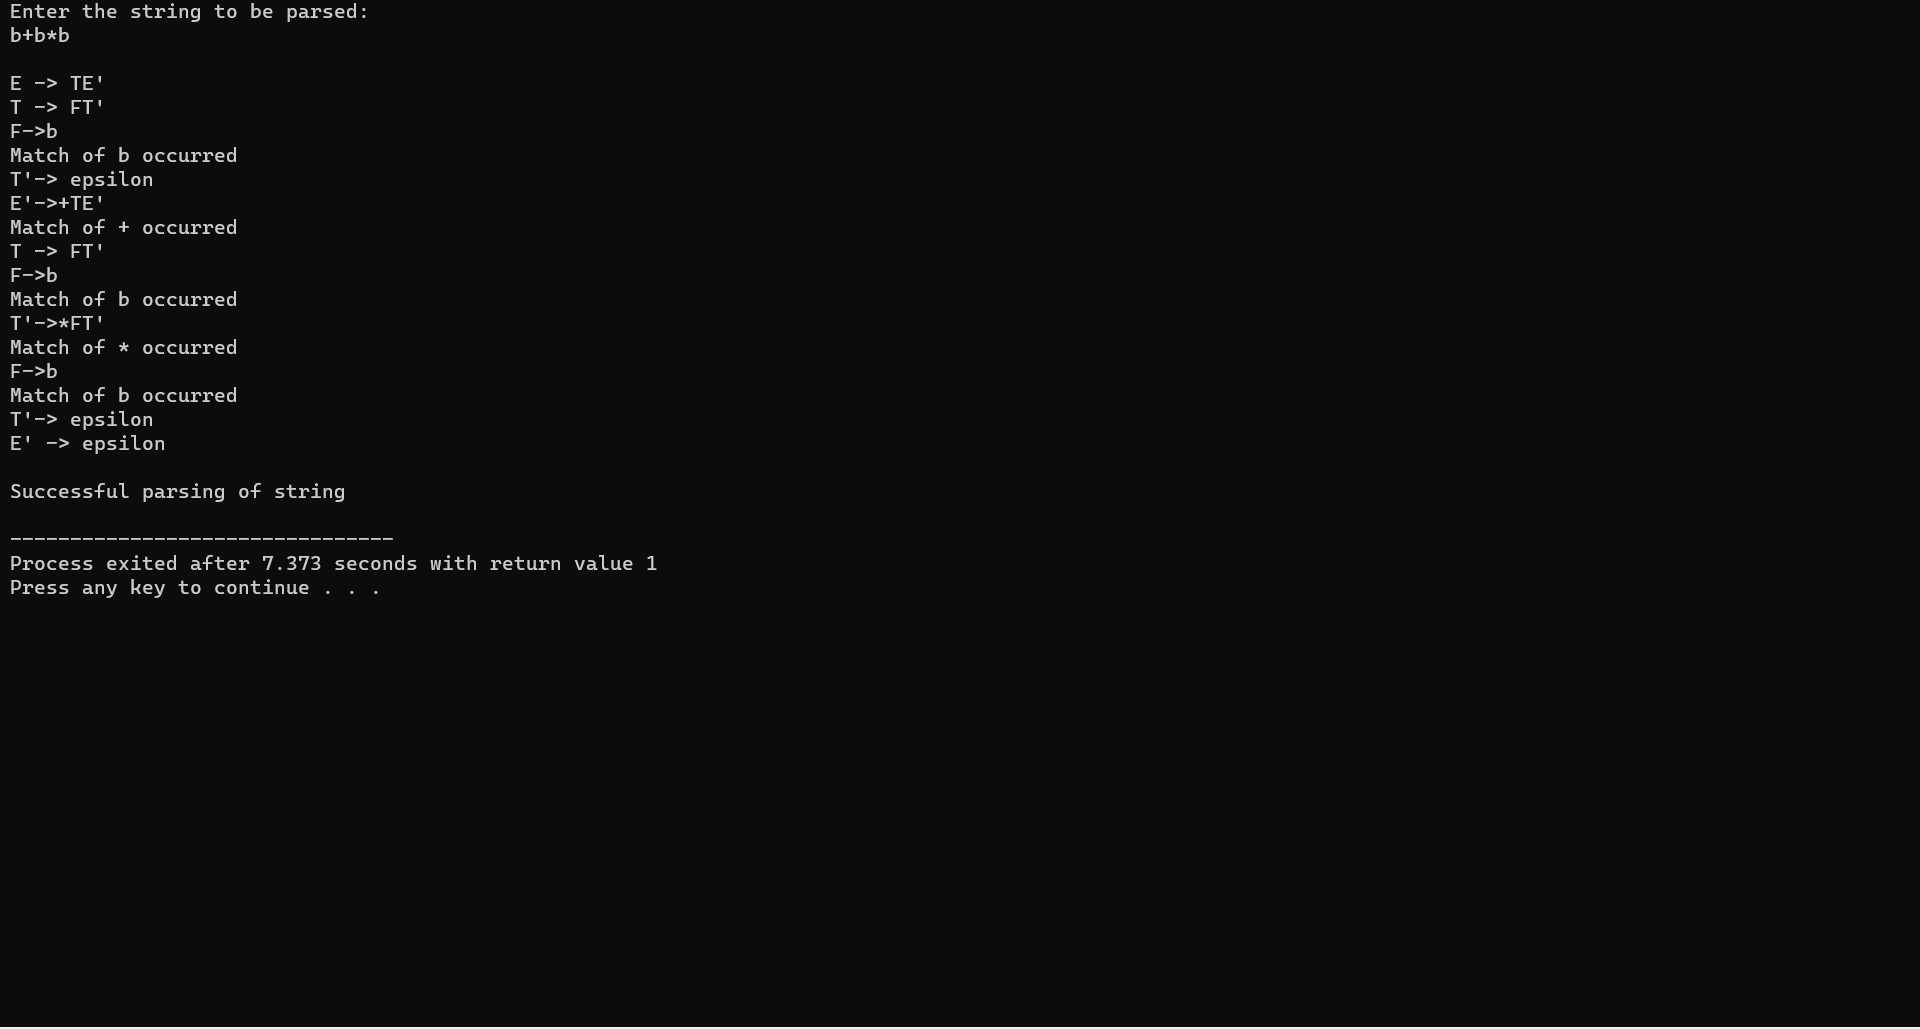 Enter the string to be parsed:
b+b*b
E -> TE'
T -> FT'
F->b
Match of b occurred
T'-> epsilon
E'->+TE'
Match of + occurred
T -> FT'
F->b
Match of b occurred
T'->*FT'
Match of * occurred
F->b
Match of b occurred
T'-> epsilon
E' -> epsilon
Successful parsing of string
--------------------------------
Process exited after 7.373 seconds with return value 1
Press any key to continue . . .